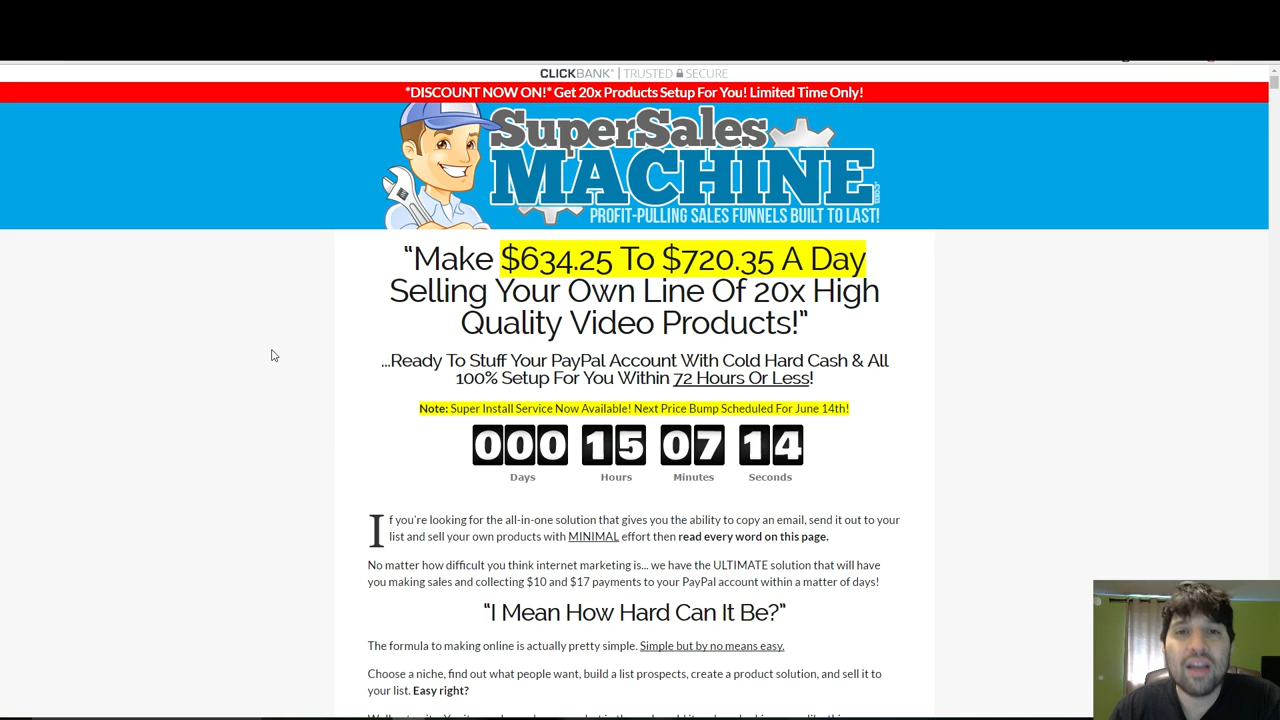 CLICKBANK® | TRUSTED SECURE
*DISCOUNT NOW ON!* Get 20x Products Setup For You! Limited Time Only!
SuperSales
MACHINE
PROFIT-PULLING SALES FUNNELS BUILT TO LAST!
“Make $634.25 To $720.35 A Day
Selling Your Own Line Of 20x High
Quality Video Products!”
...Ready To Stuff Your PayPal Account With Cold Hard Cash & All
100% Setup For You Within 72 Hours Or Less!
Note: Super Install Service Now Available! Next Price Bump Scheduled For June 14th!
000 15 07 14
Days Hours Minutes Seconds
If you're looking for the all-in-one solution that gives you the ability to copy an email, send it out to your
list and sell your own products with MINIMAL effort then read every word on this page.
No matter how difficult you think internet marketing is... we have the ULTIMATE solution that will have
you making sales and collecting $10 and $17 payments to your PayPal account within a matter of days!
“I Mean How Hard Can It Be?”
The formula to making online is actually pretty simple. Simple but by no means easy.
Choose a niche, find out what people want, build a list prospects, create a product solution, and sell it to
your list. Easy right?